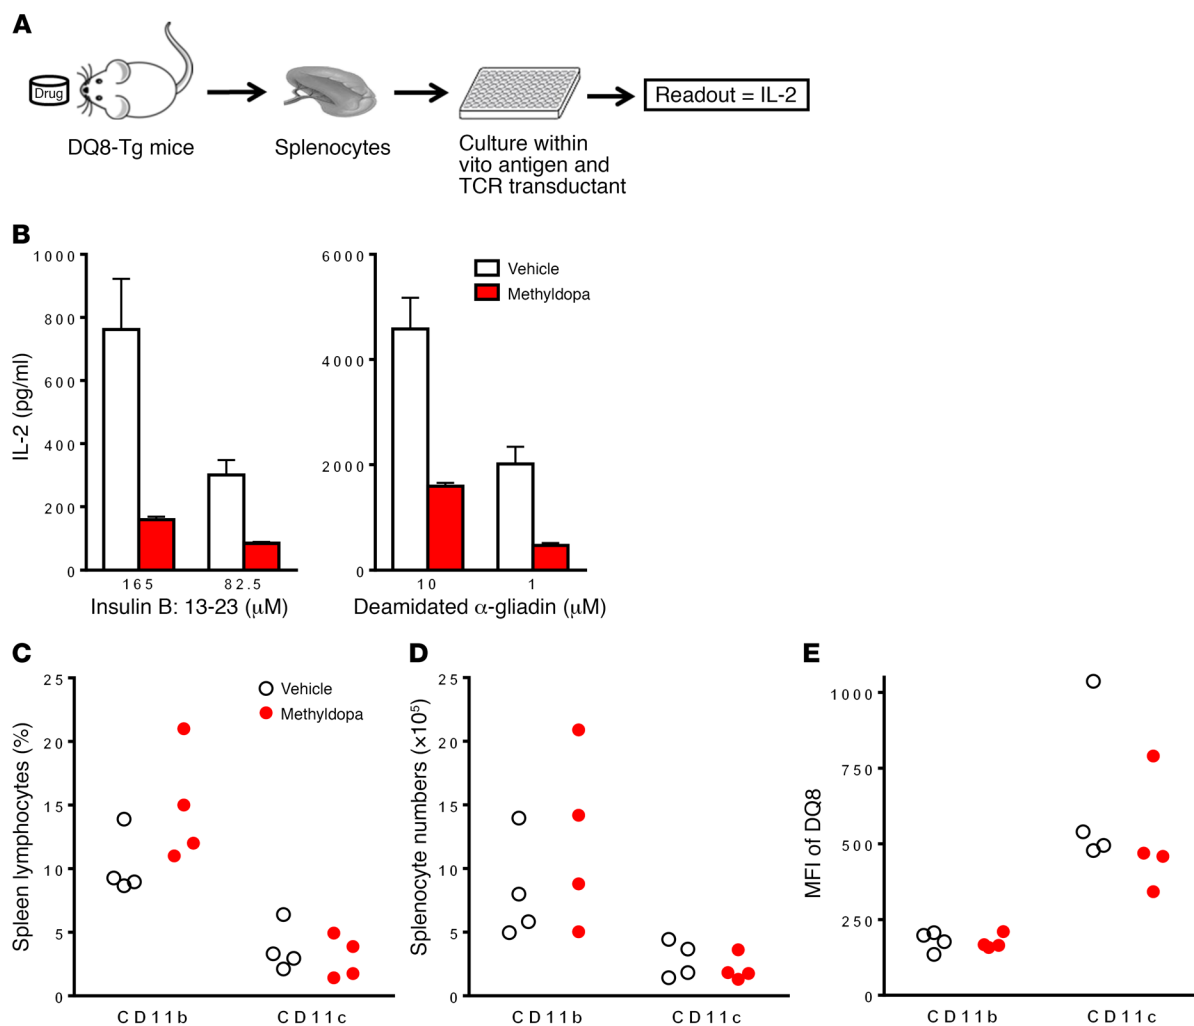 A
Drug
DQ8-Tg mice
Splenocytes
Culture within
vito antigen and
TCR transductant
Readout = IL-2
B
IL-2 (pg/ml)
1000
800
600
400
200
0
165 82.5
Insulin B: 13-23 (μM)
6000
4000
2000
0
10 1
Deamidated α-gliadin (μM)
Vehicle
Methyldopa
C
Spleen lymphocytes (%)
25
20
15
10
5
0
CD11b CD11c
Vehicle
Methyldopa
D
Splenocyte numbers (×10⁵)
25
20
15
10
5
0
CD11b CD11c
E
MFI of DQ8
1000
750
500
250
0
CD11b CD11c